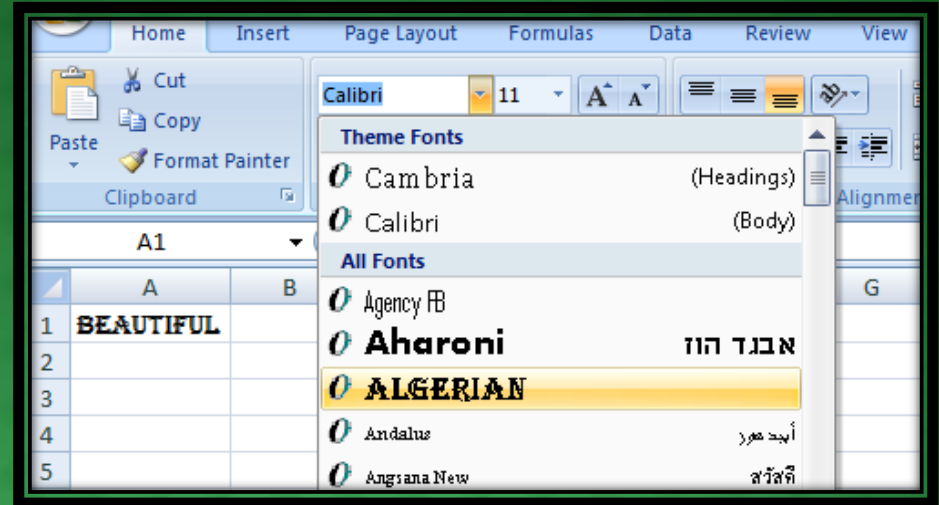 Home Insert Page Layout Formulas Data Review View
Cut
Calibri 11 A A
Copy
Paste
Format Painter
Clipboard
Theme Fonts
Cambria (Headings)
Calibri (Body)
All Fonts
Agency FB
Aharoni אבגד הוז
ALGERIAN
Andalus أبجد هوز
Angsana New สวัสดี
A1
A B G
1 BEAUTIFUL
2
3
4
5